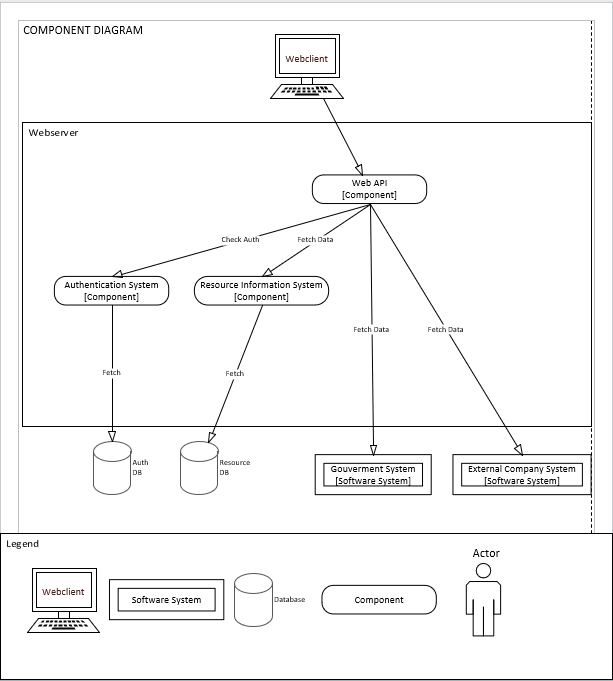 COMPONENT DIAGRAM
Webclient
Webserver
Web API
[Component]
Check Auth
Fetch Data
Authentication System
[Component]
Resource Information System
[Component]
Fetch Data
Fetch Data
Fetch
Fetch
Auth
DB
Resource
DB
Gouverment System
[Software System]
External Company System
[Software System]
Legend
Webclient
Software System
Database
Component
Actor